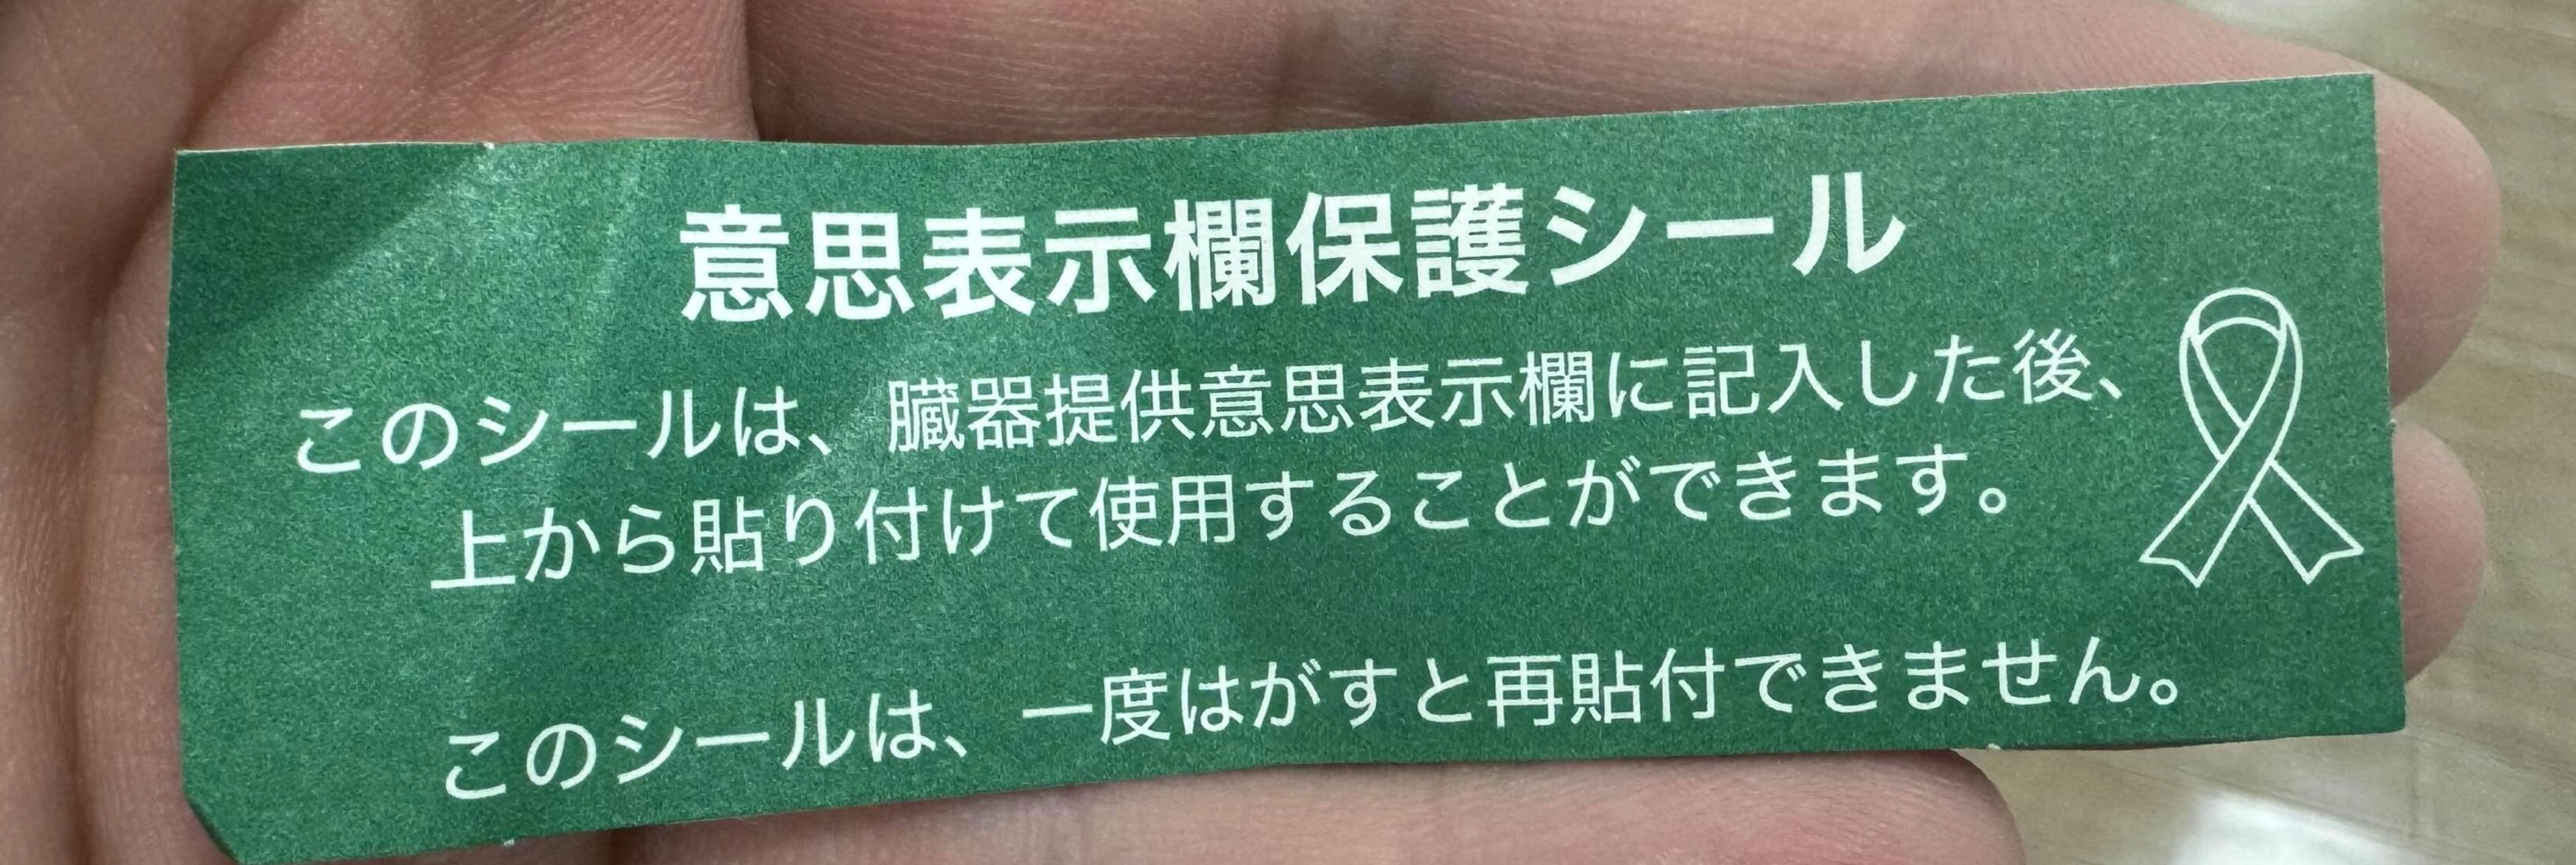 意思表示欄保護シール
このシールは、臓器提供意思表示欄に記入した後、
上から貼り付けて使用することができます。
このシールは、一度はがすと再貼付できません。